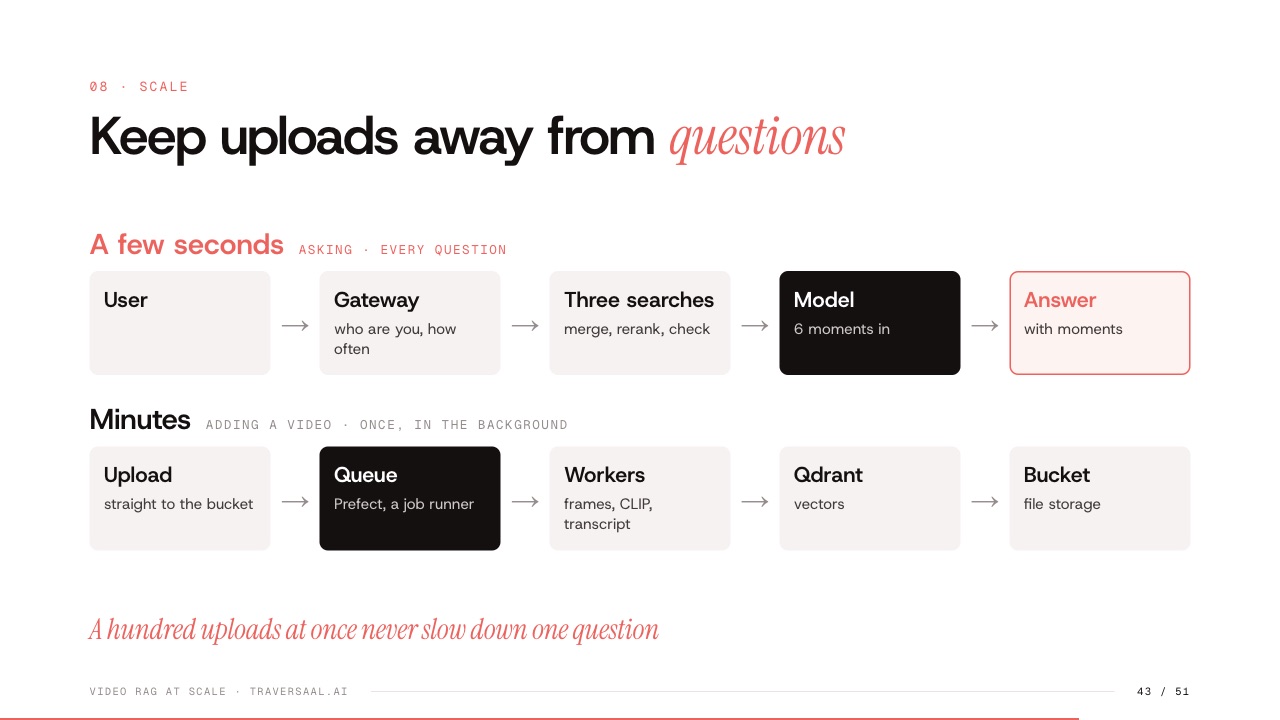 08 · SCALE
Keep uploads away from questions
A few seconds ASKING · EVERY QUESTION
User
Gateway
who are you, how
often
Three searches
merge, rerank, check
Model
6 moments in
Answer
with moments
Minutes ADDING A VIDEO · ONCE, IN THE BACKGROUND
Upload
straight to the bucket
Queue
Prefect, a job runner
Workers
frames, CLIP,
transcript
Qdrant
vectors
Bucket
file storage
A hundred uploads at once never slow down one question
VIDEO RAG AT SCALE · TRAVERSAAL.AI
43 / 51